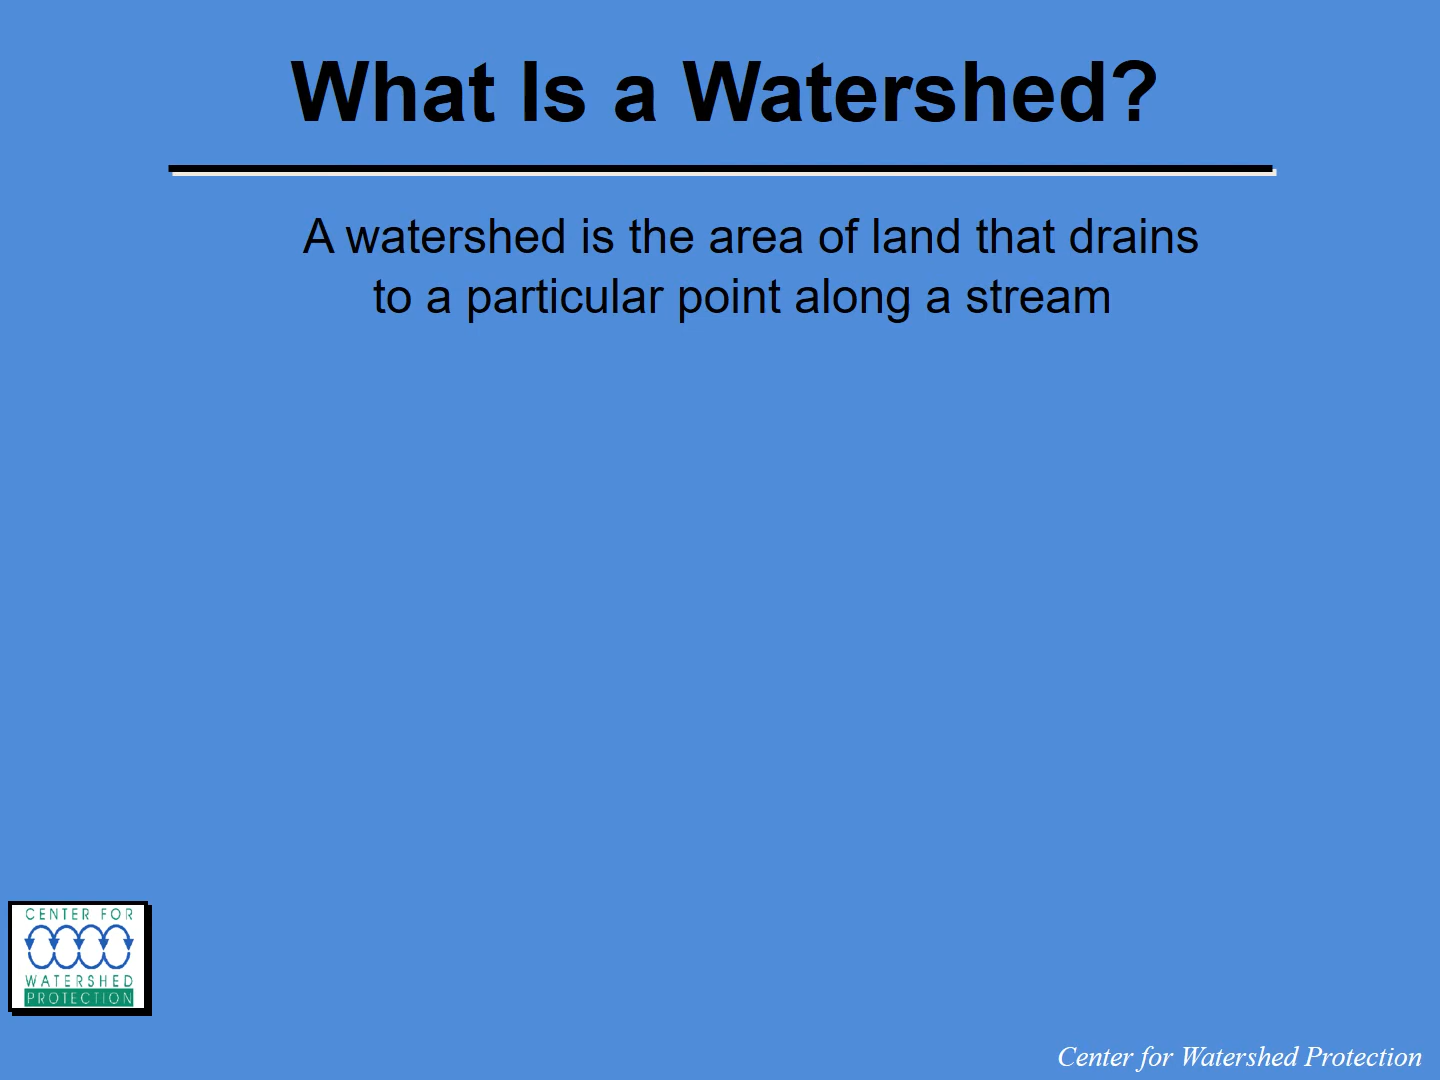 What Is a Watershed?
A watershed is the area of land that drains
to a particular point along a stream
CENTER FOR
WATERSHED
PROTECTION
Center for Watershed Protection